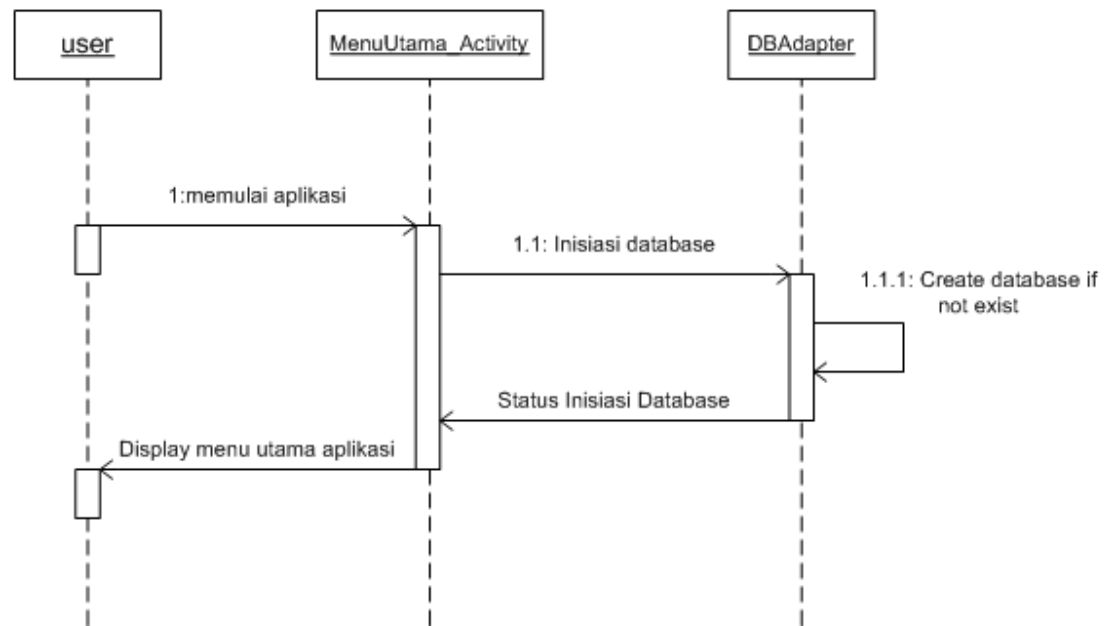 user
MenuUtama_Activity
DBAdapter
1:memulai aplikasi
1.1: Inisiasi database
1.1.1: Create database if
not exist
Status Inisiasi Database
Display menu utama aplikasi